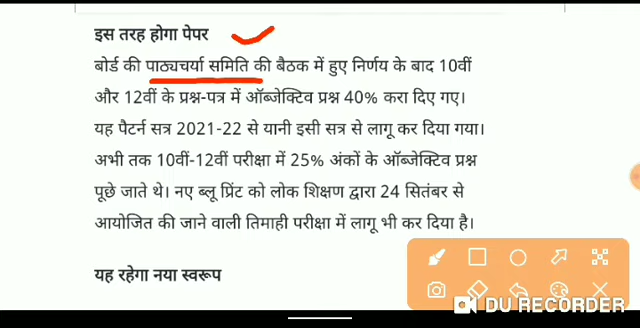 इस तरह होगा पेपर
बोर्ड की पाठ्यचर्या समिति की बैठक में हुए निर्णय के बाद 10वीं
और 12वीं के प्रश्न-पत्र में ऑब्जेक्टिव प्रश्न 40% करा दिए गए।
यह पैटर्न सत्र 2021-22 से यानी इसी सत्र से लागू कर दिया गया।
अभी तक 10वीं-12वीं परीक्षा में 25% अंकों के ऑब्जेक्टिव प्रश्न
पूछे जाते थे। नए ब्लू प्रिंट को लोक शिक्षण द्वारा 24 सितंबर से
आयोजित की जाने वाली तिमाही परीक्षा में लागू भी कर दिया है।
यह रहेगा नया स्वरूप
DU RECORDER